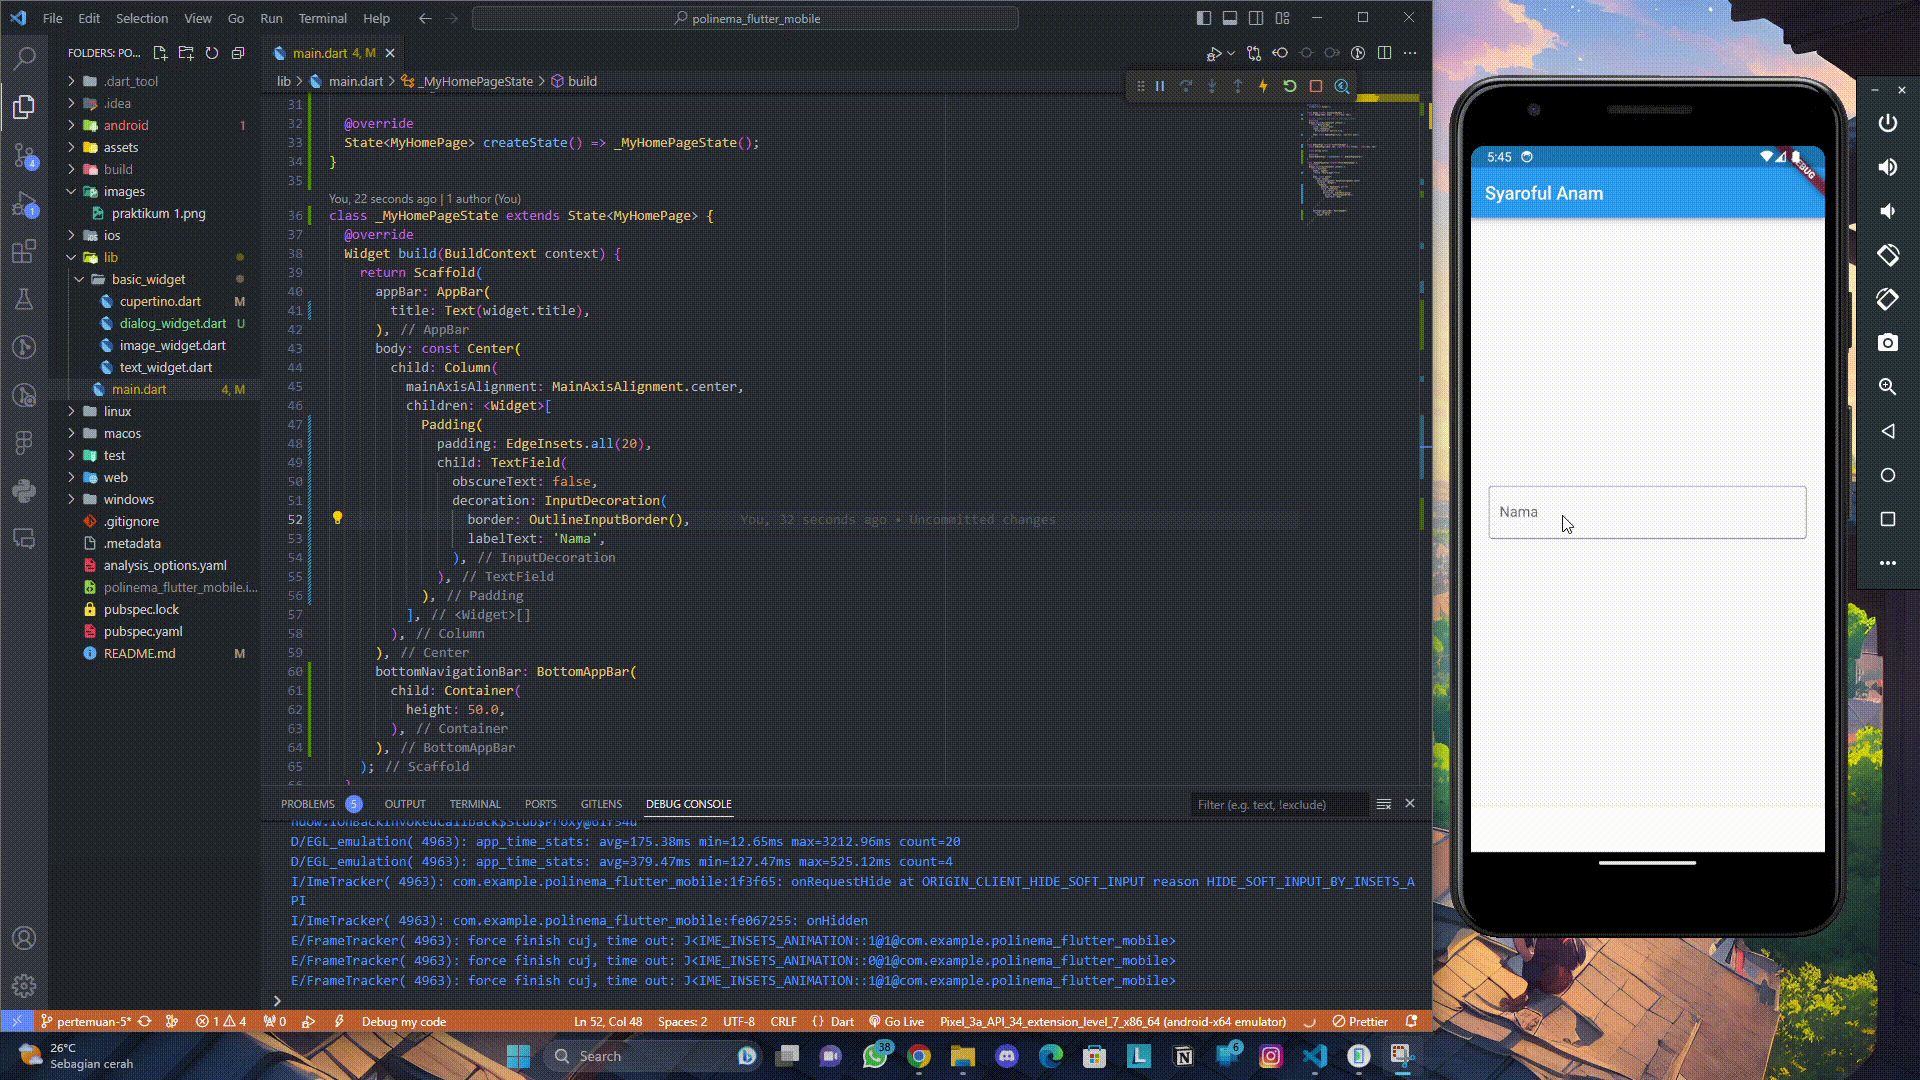 File Edit Selection View Go Run Terminal Help
polinema_flutter_mobile
FOLDERS: PO...
.dart_tool
.idea
android 1
assets
build
images
praktikum 1.png
ios
lib
basic_widget
cupertino.dart M
dialog_widget.dart U
image_widget.dart
text_widget.dart
main.dart 4, M
linux
macos
test
web
windows
.gitignore
.metadata
analysis_options.yaml
polinema_flutter_mobile.i...
pubspec.lock
pubspec.yaml
README.md M
4
1
main.dart 4, M
lib > main.dart > _MyHomePageState > build
31
32 @override
33 State<MyHomePage> createState() => _MyHomePageState();
34 }
35
You, 22 seconds ago | 1 author (You)
36 class _MyHomePageState extends State<MyHomePage> {
37 @override
38 Widget build(BuildContext context) {
39 return Scaffold(
40 appBar: AppBar(
41 title: Text(widget.title),
42 ), // AppBar
43 body: const Center(
44 child: Column(
45 mainAxisAlignment: MainAxisAlignment.center,
46 children: <Widget>[
47 Padding(
48 padding: EdgeInsets.all(20),
49 child: TextField(
50 obscureText: false,
51 decoration: InputDecoration(
52 border: OutlineInputBorder(), You, 32 seconds ago • Uncommitted changes
53 labelText: 'Nama',
54 ), // InputDecoration
55 ), // TextField
56 ), // Padding
57 ], // <Widget>[]
58 ), // Column
59 ), // Center
60 bottomNavigationBar: BottomAppBar(
61 child: Container(
62 height: 50.0,
63 ), // Container
64 ), // BottomAppBar
65 ); // Scaffold
PROBLEMS 5 OUTPUT TERMINAL PORTS GITLENS DEBUG CONSOLE
Filter (e.g. text, !exclude)
D/EGL_emulation( 4963): app_time_stats: avg=175.38ms min=12.65ms max=3212.96ms count=20
D/EGL_emulation( 4963): app_time_stats: avg=379.47ms min=127.47ms max=525.12ms count=4
I/ImeTracker( 4963): com.example.polinema_flutter_mobile:1f3f65: onRequestHide at ORIGIN_CLIENT_HIDE_SOFT_INPUT reason HIDE_SOFT_INPUT_BY_INSETS_A
PI
I/ImeTracker( 4963): com.example.polinema_flutter_mobile:fe067255: onHidden
E/FrameTracker( 4963): force finish cuj, time out: J<IME_INSETS_ANIMATION::1@1@com.example.polinema_flutter_mobile>
E/FrameTracker( 4963): force finish cuj, time out: J<IME_INSETS_ANIMATION::0@1@com.example.polinema_flutter_mobile>
E/FrameTracker( 4963): force finish cuj, time out: J<IME_INSETS_ANIMATION::1@1@com.example.polinema_flutter_mobile>
pertemuan-5* 1 4 0 Debug my code Ln 52, Col 48 Spaces: 2 UTF-8 CRLF {} Dart Go Live Pixel_3a_API_34_extension_level_7_x86_64 (android-x64 emulator) Prettier
5:45
Syaroful Anam
Nama
26°C
Sebagian cerah
Search
38
6